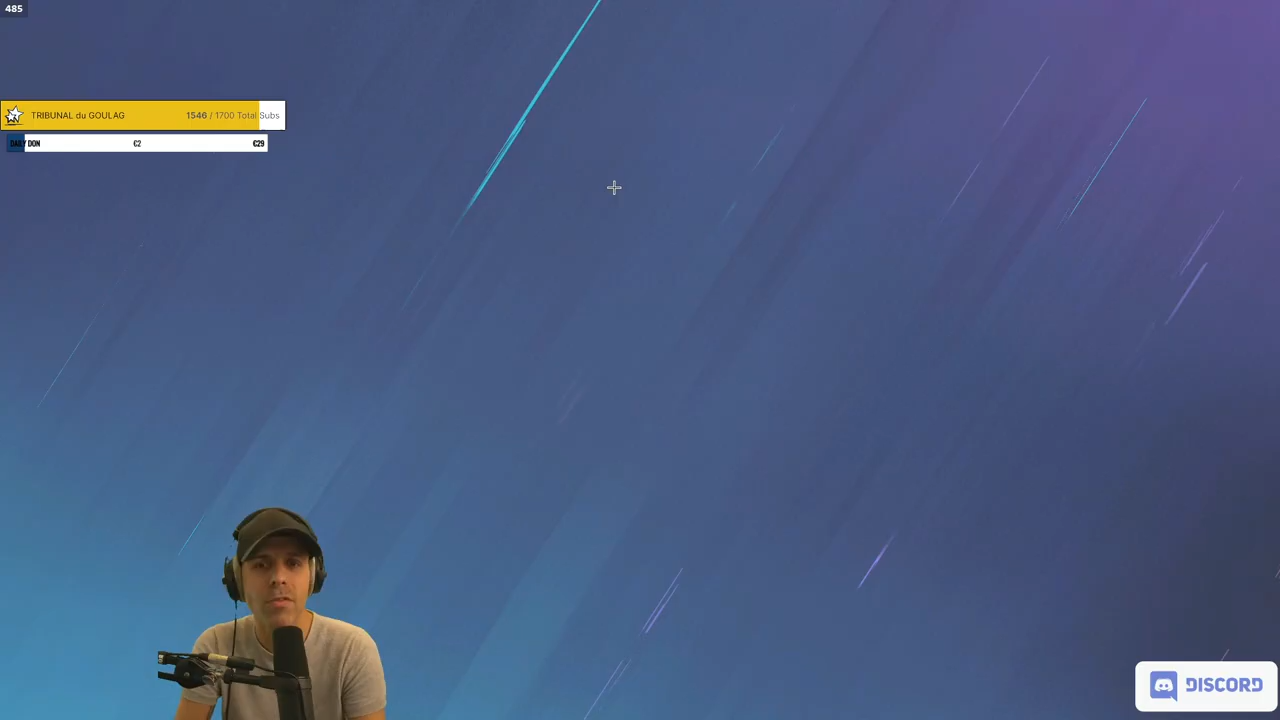 485
TRIBUNAL du GOULAG 1546 / 1700 Total Subs
DAILY DON €2 €29
DISCORD